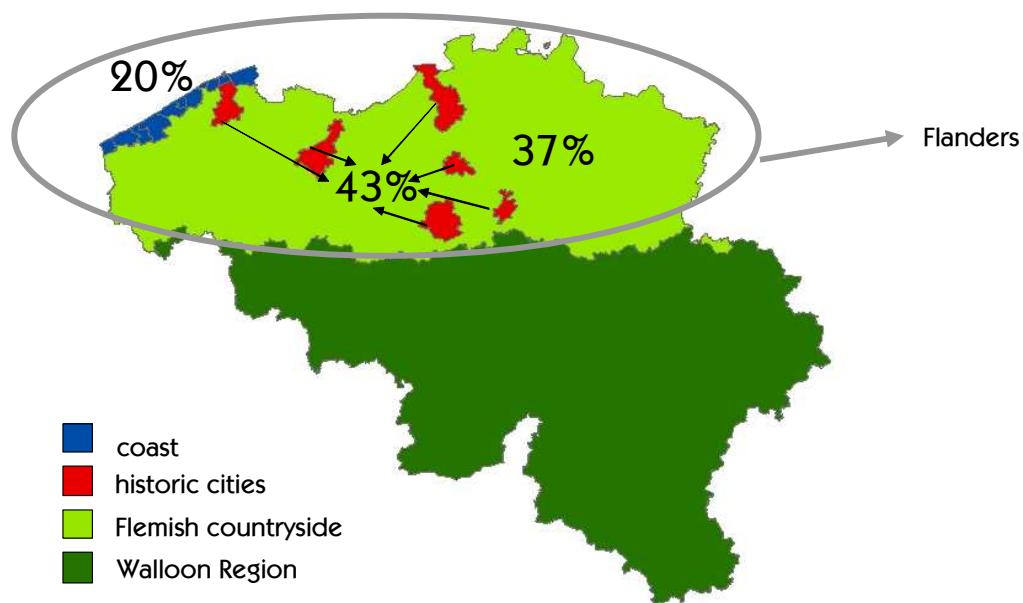 20%
37%
43%
Flanders
coast
historic cities
Flemish countryside
Walloon Region